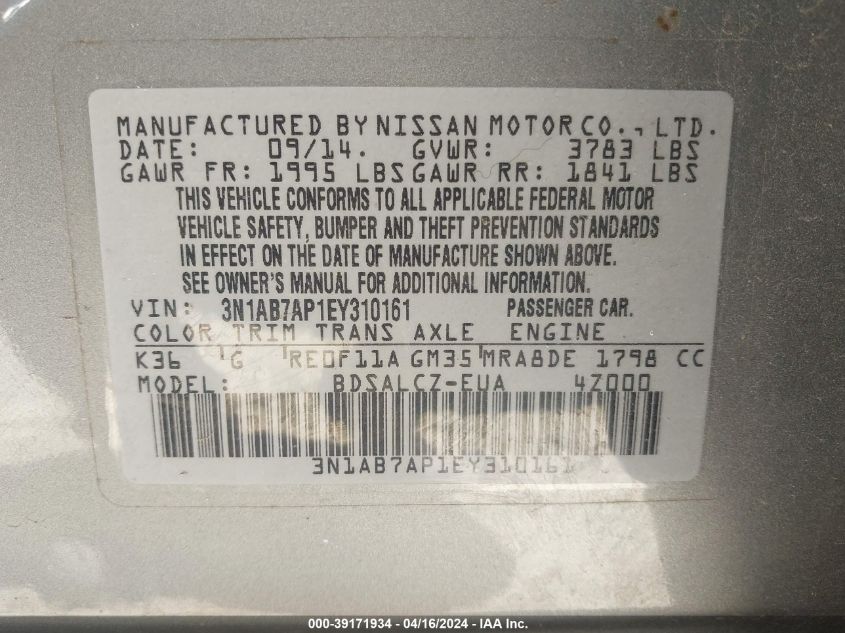 MANUFACTURED BY NISSAN MOTOR CO., LTD.
DATE: 09/14. GVWR: 3783 LBS
GAWR FR: 1995 LBS GAWR RR: 1841 LBS
THIS VEHICLE CONFORMS TO ALL APPLICABLE FEDERAL MOTOR
VEHICLE SAFETY, BUMPER AND THEFT PREVENTION STANDARDS
IN EFFECT ON THE DATE OF MANUFACTURE SHOWN ABOVE.
SEE OWNER'S MANUAL FOR ADDITIONAL INFORMATION.
VIN: 3N1AB7AP1EY310161 PASSENGER CAR.
COLOR TRIM TRANS AXLE ENGINE
K36 G RE0F11A GM35 MRA8DE 1798 CC
MODEL: BDSALCZ-EUA 4Z000
3N1AB7AP1EY310161
000-39171934 - 04/16/2024 - IAA Inc.